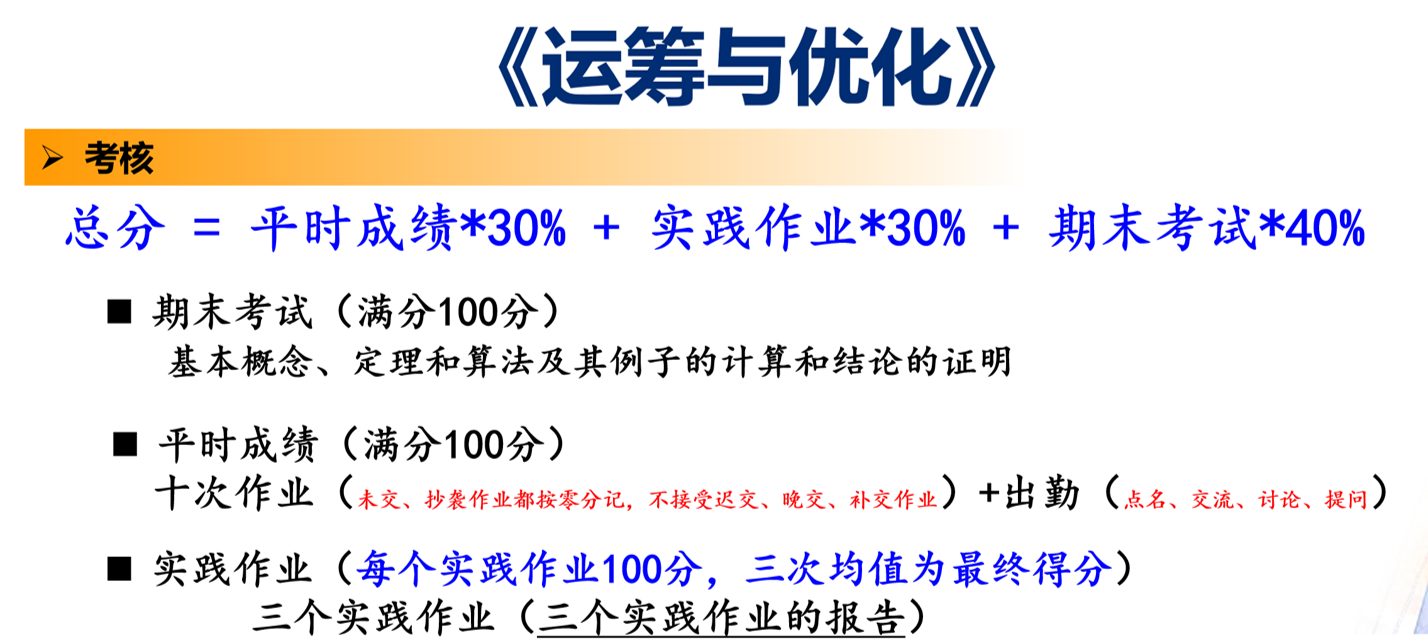 《运筹与优化》
➢ 考核
总分 = 平时成绩*30% + 实践作业*30% + 期末考试*40%
■ 期末考试（满分100分）
基本概念、定理和算法及其例子的计算和结论的证明
■ 平时成绩（满分100分）
十次作业（未交、抄袭作业都按零分记，不接受迟交、晚交、补交作业）+出勤（点名、交流、讨论、提问）
■ 实践作业（每个实践作业100分，三次均值为最终得分）
三个实践作业（三个实践作业的报告）